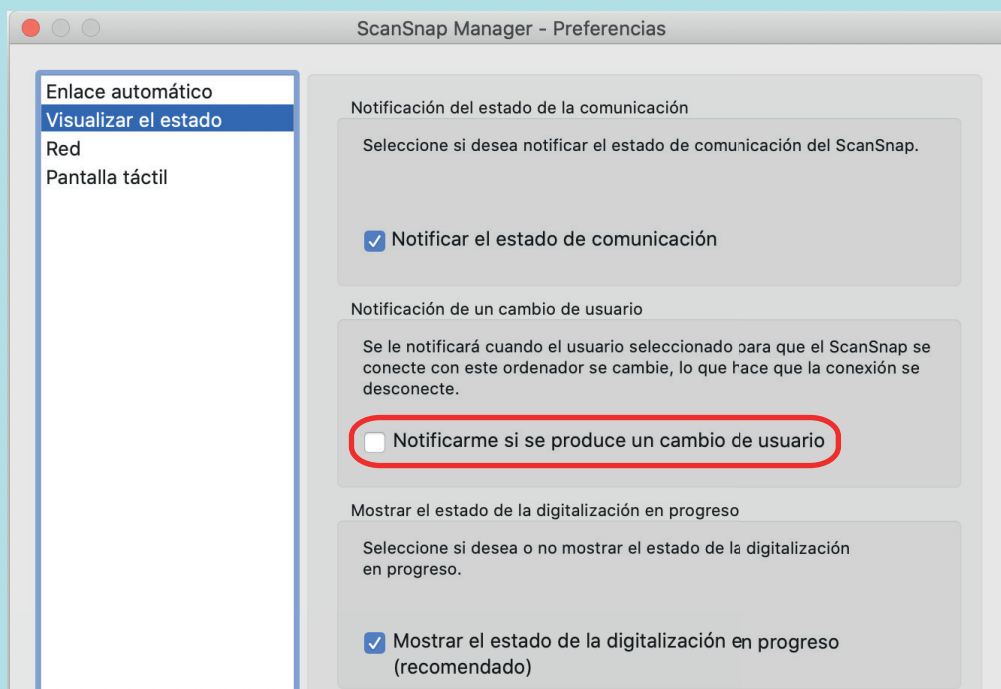 ScanSnap Manager - Preferencias
Enlace automático
Visualizar el estado
Red
Pantalla táctil
Notificación del estado de la comunicación
Seleccione si desea notificar el estado de comunicación del ScanSnap.
Notificar el estado de comunicación
Notificación de un cambio de usuario
Se le notificará cuando el usuario seleccionado para que el ScanSnap se
conecte con este ordenador se cambie, lo que hace que la conexión se
desconecte.
Notificarme si se produce un cambio de usuario
Mostrar el estado de la digitalización en progreso
Seleccione si desea o no mostrar el estado de la digitalización
en progreso.
Mostrar el estado de la digitalización en progreso
(recomendado)